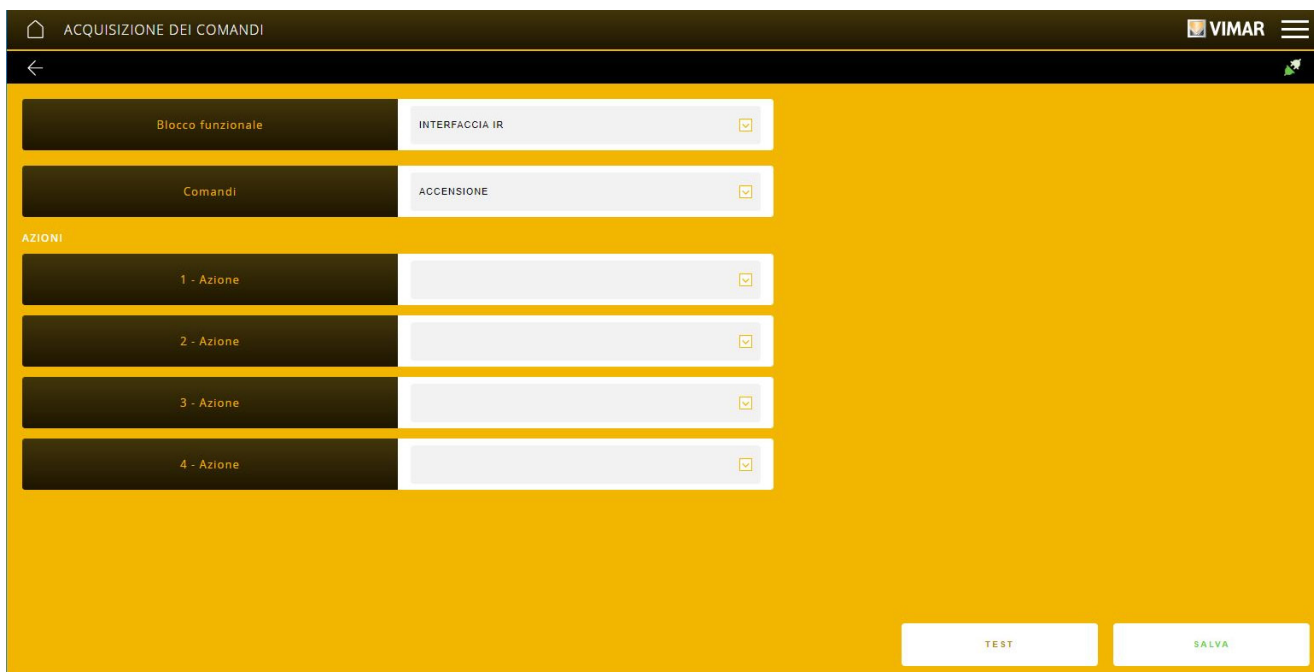 ACQUISIZIONE DEI COMANDI
VIMAR
Blocco funzionale
INTERFACCIA IR
Comandi
ACCENSIONE
AZIONI
1 - Azione
2 - Azione
3 - Azione
4 - Azione
TEST
SALVA